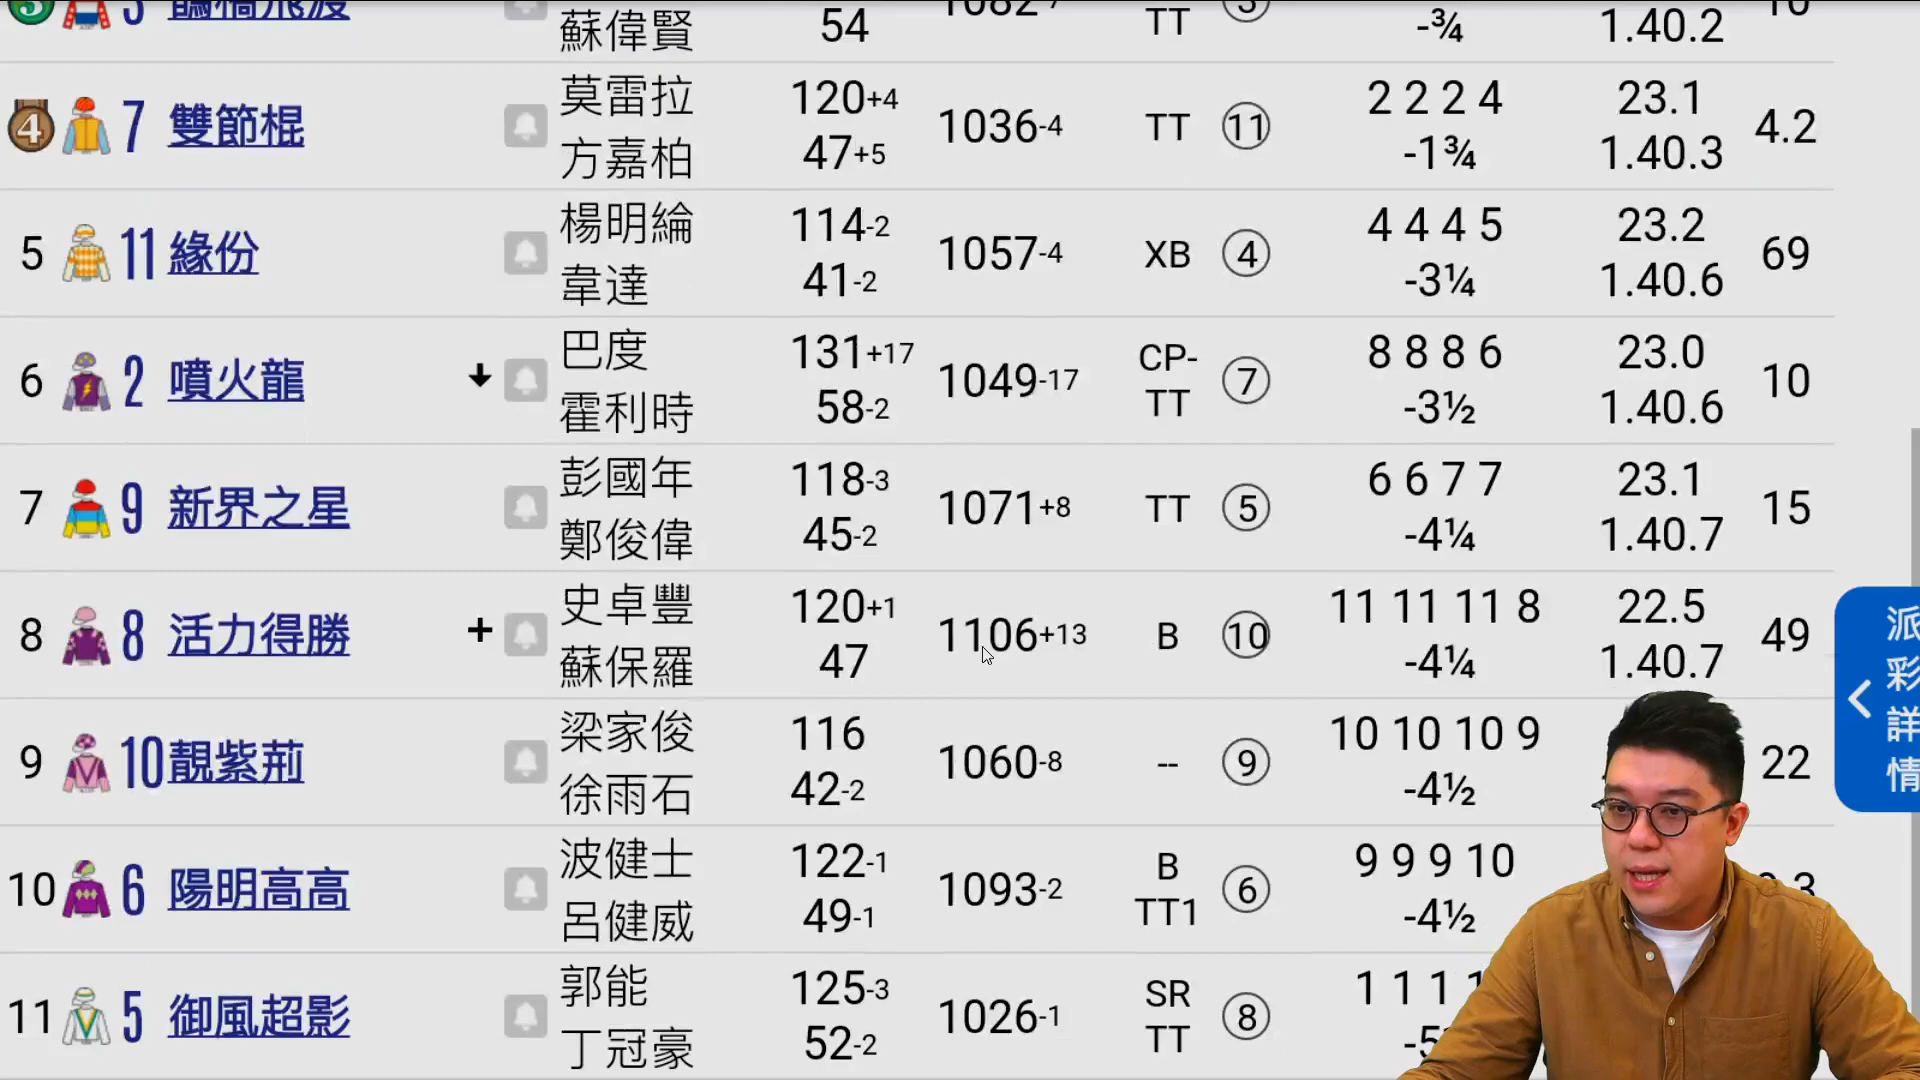 3 鵲橋飛渡
蘇偉賢 54 TT -¾ 1.40.2 10
4 7 雙節棍 莫雷拉 120+4 1036-4 TT 11 2 2 2 4 23.1 4.2
方嘉柏 47+5 -1¾ 1.40.3
5 11 緣份 楊明綸 114-2 1057-4 XB 4 4 4 4 5 23.2 69
韋達 41-2 -3¼ 1.40.6
6 2 噴火龍 巴度 131+17 1049-17 CP-TT 7 8 8 8 6 23.0 10
霍利時 58-2 -3½ 1.40.6
7 9 新界之星 彭國年 118-3 1071+8 TT 5 6 6 7 7 23.1 15
鄭俊偉 45-2 -4¼ 1.40.7
8 8 活力得勝 + 史卓豐 120+1 1106+13 B 10 11 11 11 8 22.5 49
蘇保羅 47 -4¼ 1.40.7
9 10 靚紫荊 梁家俊 116 1060-8 -- 9 10 10 10 9 22
徐雨石 42-2 -4½
10 6 陽明高高 波健士 122-1 1093-2 B TT1 6 9 9 9 10
呂健威 49-1 -4½
11 5 御風超影 郭能 125-3 1026-1 SR TT 8 1 1 1
丁冠豪 52-2
派彩詳情